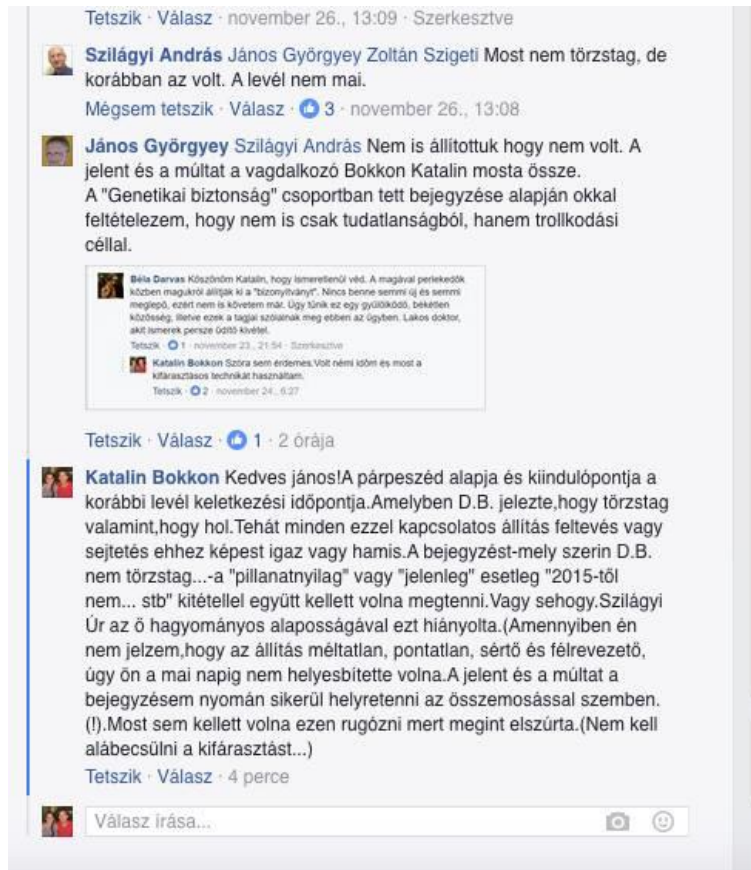 Tetszik · Válasz · november 26., 13:09 · Szerkesztve
Szilágyi András János Györgyey Zoltán Szigeti Most nem törzstag, de
korábban az volt. A levél nem mai.
Mégsem tetszik · Válasz · 3 · november 26., 13:08
János Györgyey Szilágyi András Nem is állítottuk hogy nem volt. A
jelent és a múltat a vagdalkozó Bokkon Katalin mosta össze.
A "Genetikai biztonság" csoportban tett bejegyzése alapján okkal
feltételezem, hogy nem is csak tudatlanságból, hanem trollkodási
céllal.
Béla Darvas Köszönöm Katalin, hogy ismeretlenül véd. A magával perlekedők
közben magukról állítják ki a "bizonyítványt". Nincs benne semmi új és semmi
meglepő, ezért nem is követem már. Úgy tűnik ez egy gyűlölködő, békétlen
közösség, illetve ezek a tagjai szólalnak meg ebben az ügyben. Lakos doktor,
akit ismerek persze üdítő kivétel.
Tetszik · 1 · november 23., 21:54 · Szerkesztve
Katalin Bokkon Szóra sem érdemes.Volt némi időm és most a
kifárasztásos technikát használtam.
Tetszik · 2 · november 24., 6:27
Tetszik · Válasz · 1 · 2 órája
Katalin Bokkon Kedves jános!A párpeszéd alapja és kiindulópontja a
korábbi levél keletkezési időpontja.Amelyben D.B. jelezte,hogy törzstag
valamint,hogy hol.Tehát minden ezzel kapcsolatos állítás feltevés vagy
sejtetés ehhez képest igaz vagy hamis.A bejegyzést-mely szerin D.B.
nem törzstag...-a "pillanatnyilag" vagy "jelenleg" esetleg "2015-től
nem... stb" kitétellel együtt kellett volna megtenni.Vagy sehogy.Szilágyi
Úr az ő hagyományos alaposságával ezt hiányolta.(Amennyiben én
nem jelzem,hogy az állítás méltatlan, pontatlan, sértő és félrevezető,
úgy ön a mai napig nem helyesbítette volna.A jelent és a múltat a
bejegyzésem nyomán sikerül helyretenni az összemosással szemben.
(!).Most sem kellett volna ezen rugózni mert megint elszúrta.(Nem kell
alábecsülni a kifárasztást...)
Tetszik · Válasz · 4 perce
Válasz írása...